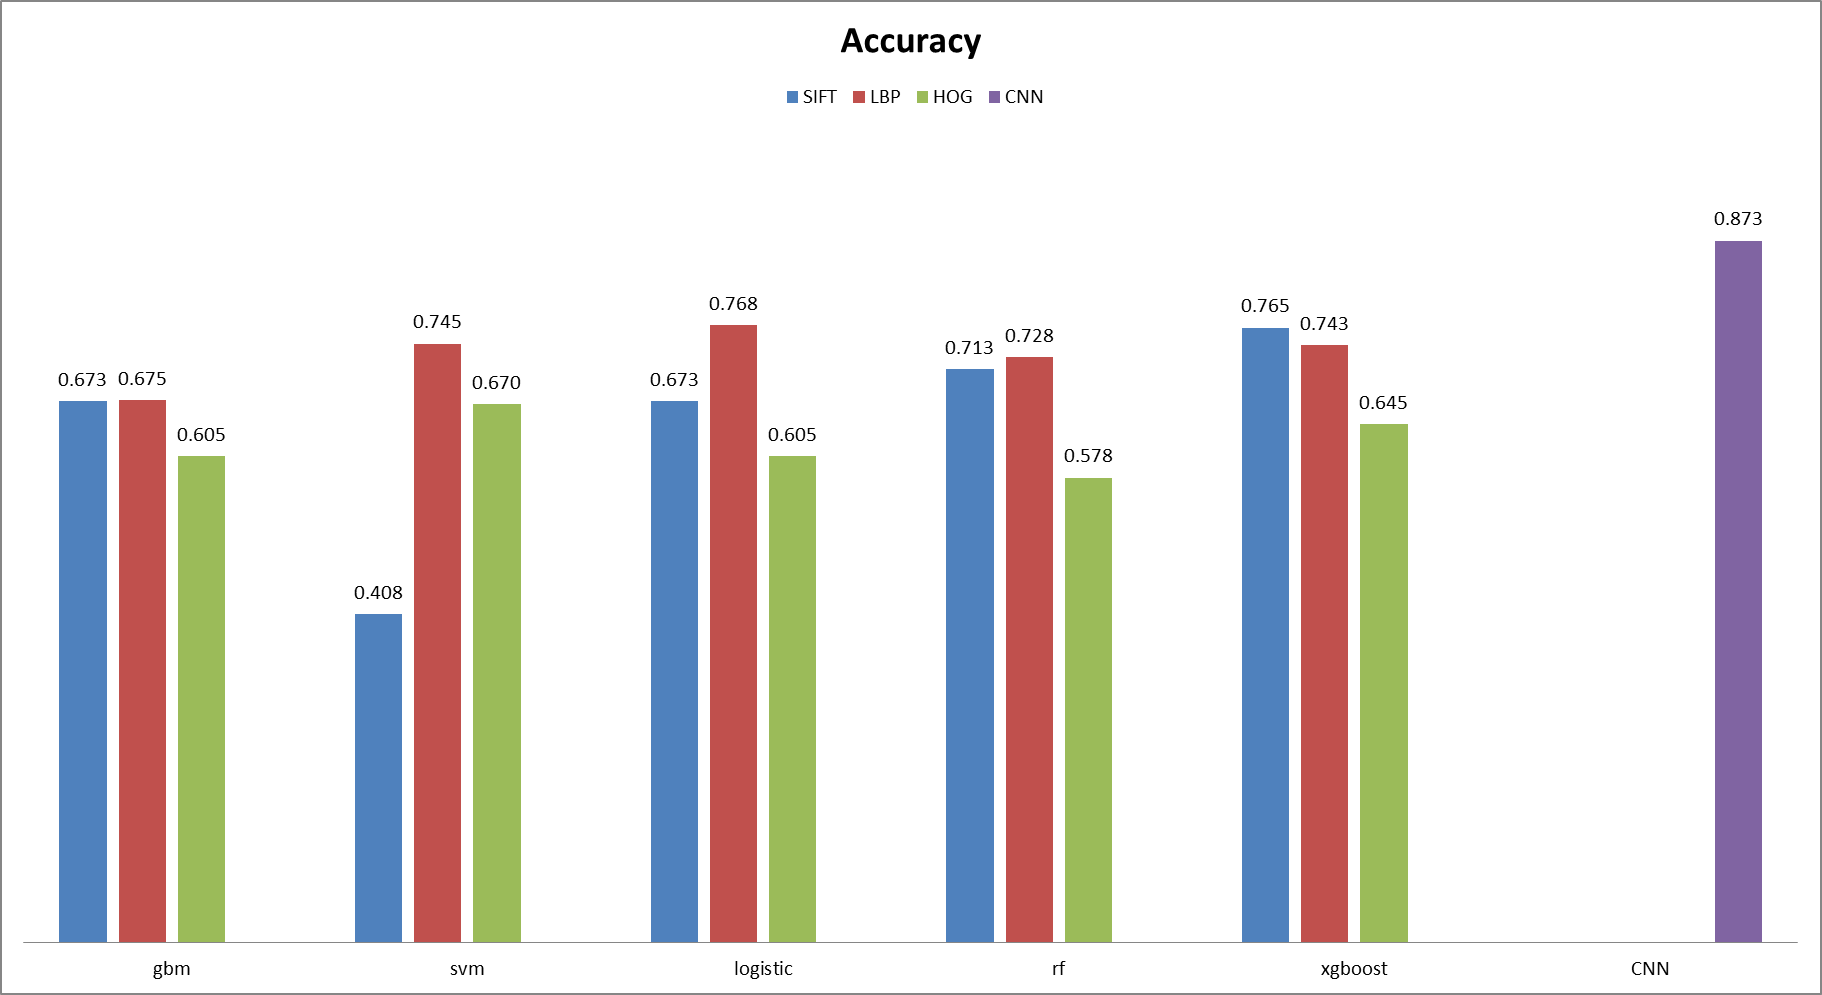 Accuracy
SIFT LBP HOG CNN
0.673 0.675 0.605 0.408 0.745 0.670 0.673 0.768 0.605 0.713 0.728 0.578 0.765 0.743 0.645 0.873
gbm svm logistic rf xgboost CNN